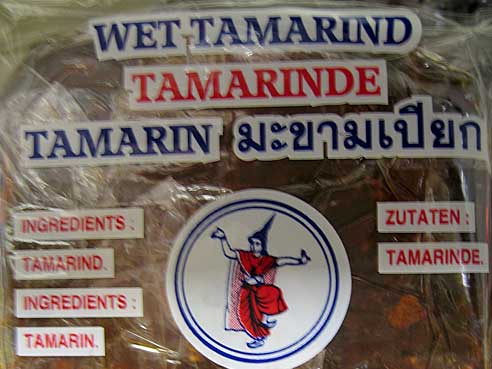 WET TAMARIND
TAMARINDE
TAMARIN มะขามเปียก
INGREDIENTS :
TAMARIND.
INGREDIENTS :
TAMARIN.
ZUTATEN :
TAMARINDE.